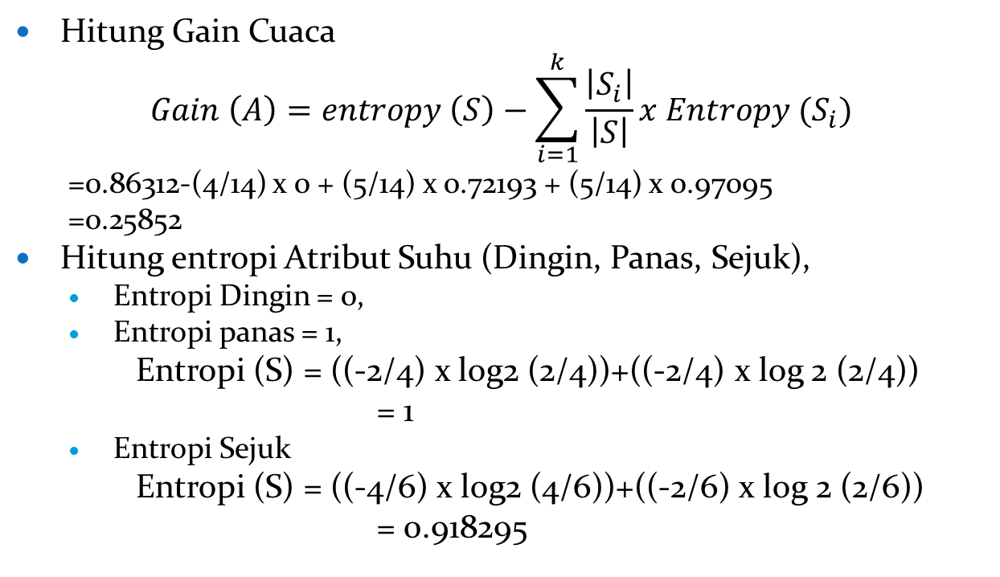 • Hitung Gain Cuaca
Gain (A) = entropy (S) − ∑_{i=1}^{k} |S_i|/|S| x Entropy (S_i)
=0.86312-(4/14) x 0 + (5/14) x 0.72193 + (5/14) x 0.97095
=0.25852
• Hitung entropi Atribut Suhu (Dingin, Panas, Sejuk),
• Entropi Dingin = 0,
• Entropi panas = 1,
Entropi (S) = ((-2/4) x log2 (2/4))+((-2/4) x log 2 (2/4))
= 1
• Entropi Sejuk
Entropi (S) = ((-4/6) x log2 (4/6))+((-2/6) x log 2 (2/6))
= 0.918295